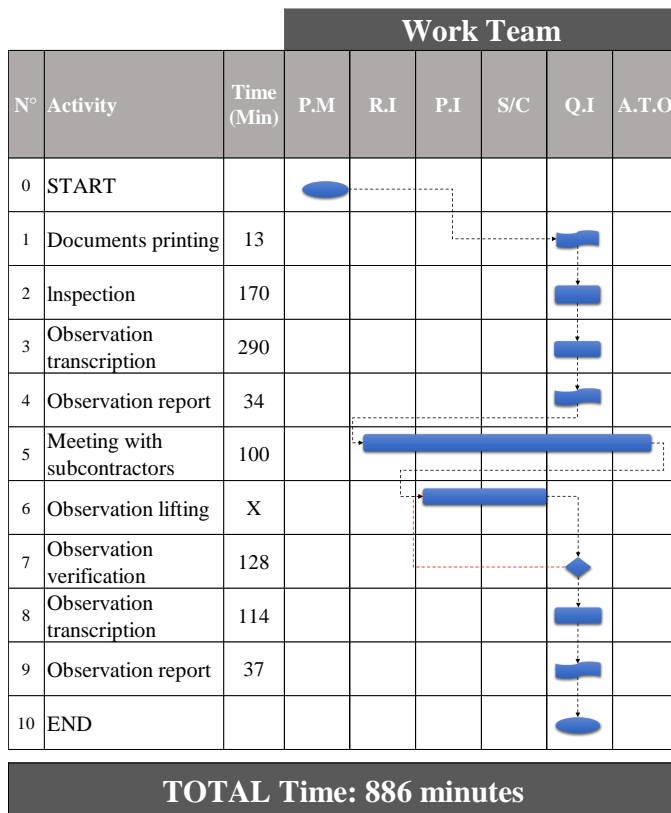 Work Team
N° Activity Time (Min) P.M R.I P.I S/C Q.I A.T.O
0 START
1 Documents printing 13
2 Inspection 170
3 Observation transcription 290
4 Observation report 34
5 Meeting with subcontractors 100
6 Observation lifting X
7 Observation verification 128
8 Observation transcription 114
9 Observation report 37
10 END
TOTAL Time: 886 minutes